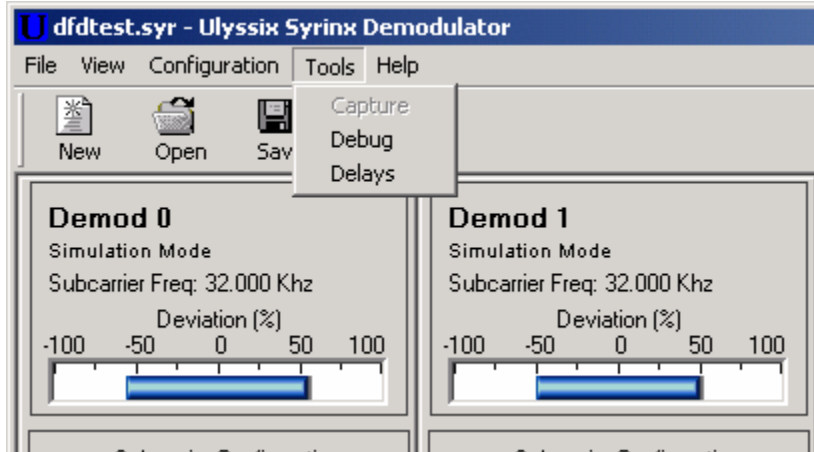 U dfdtest.syr - Ulyssix Syrinx Demodulator
File View Configuration Tools Help
Capture
Debug
Delays
New Open Sav
Demod 0
Simulation Mode
Subcarrier Freq: 32.000 Khz
Deviation (%)
-100 -50 0 50 100
Demod 1
Simulation Mode
Subcarrier Freq: 32.000 Khz
Deviation (%)
-100 -50 0 50 100